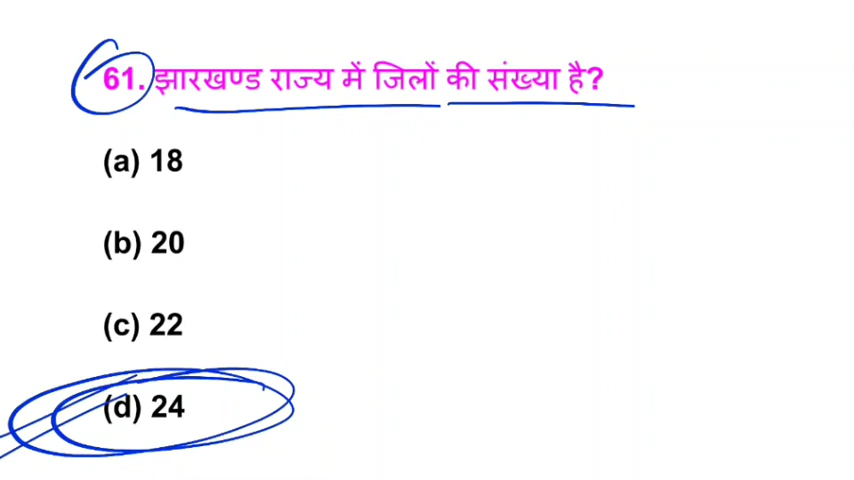 61. झारखण्ड राज्य में जिलों की संख्या है?
(a) 18
(b) 20
(c) 22
(d) 24